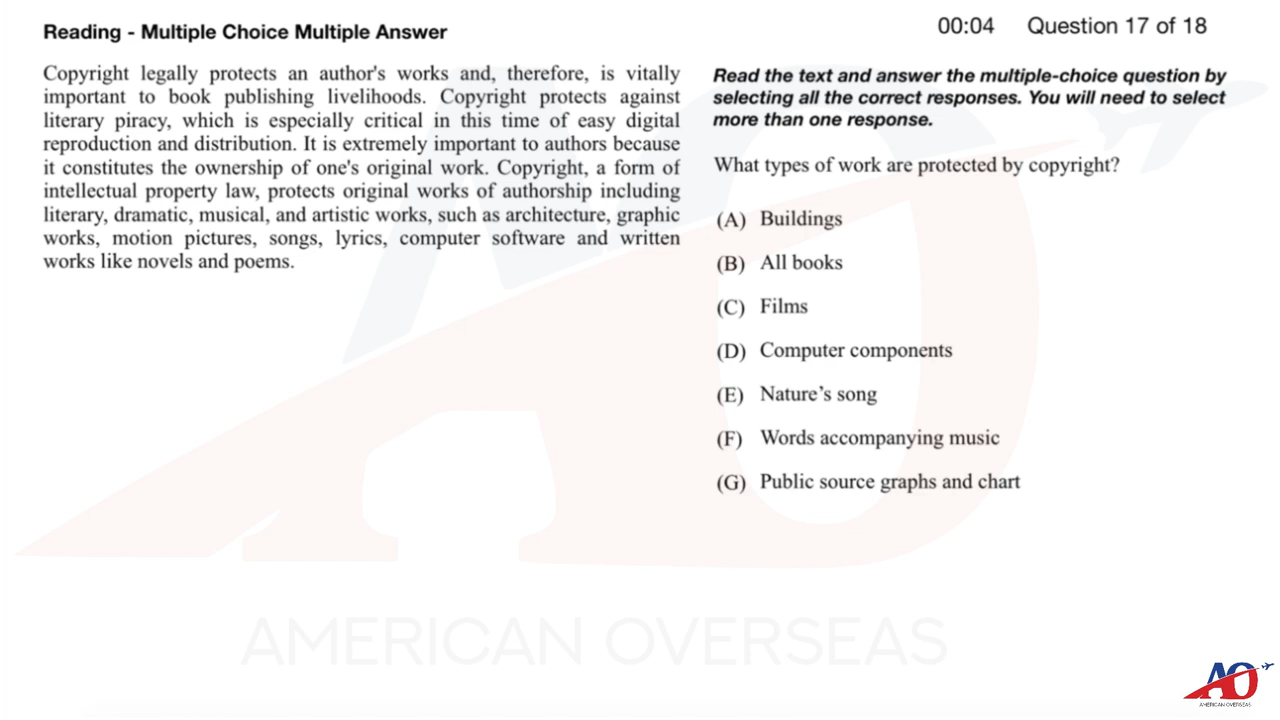 Reading - Multiple Choice Multiple Answer
00:04 Question 17 of 18
Copyright legally protects an author's works and, therefore, is vitally
important to book publishing livelihoods. Copyright protects against
literary piracy, which is especially critical in this time of easy digital
reproduction and distribution. It is extremely important to authors because
it constitutes the ownership of one's original work. Copyright, a form of
intellectual property law, protects original works of authorship including
literary, dramatic, musical, and artistic works, such as architecture, graphic
works, motion pictures, songs, lyrics, computer software and written
works like novels and poems.
Read the text and answer the multiple-choice question by
selecting all the correct responses. You will need to select
more than one response.
What types of work are protected by copyright?
(A) Buildings
(B) All books
(C) Films
(D) Computer components
(E) Nature’s song
(F) Words accompanying music
(G) Public source graphs and chart
AO
AMERICAN OVERSEAS
AO
AMERICAN OVERSEAS